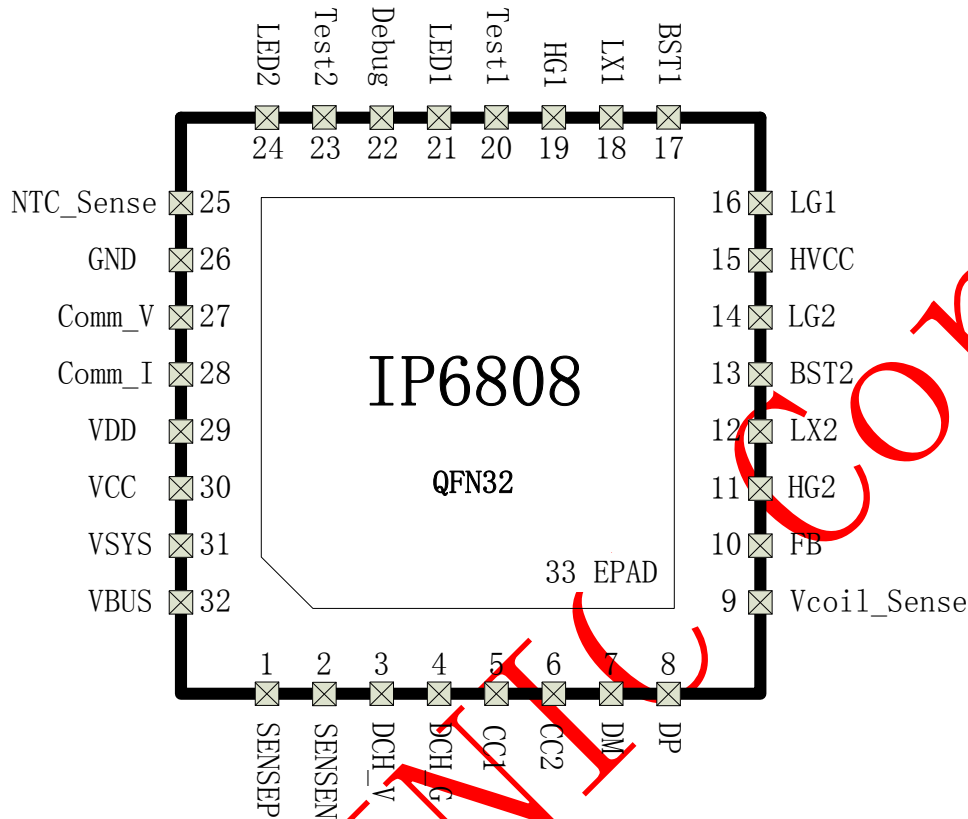 LED2 Test2 Debug LED1 Test1 HG1 LX1 BST1
24 23 22 21 20 19 18 17
NTC_Sense 25 16 LG1
GND 26 15 HVCC
Comm_V 27 14 LG2
Comm_I 28 13 BST2
VDD 29 12 LX2
VCC 30 11 HG2
VSYS 31 10 FB
VBUS 32 9 Vcoil_Sense
IP6808
QFN32
33 EPAD
1 2 3 4 5 6 7 8
SENSEP SENSEN DCH_V DCH_G CC1 CC2 DM DP